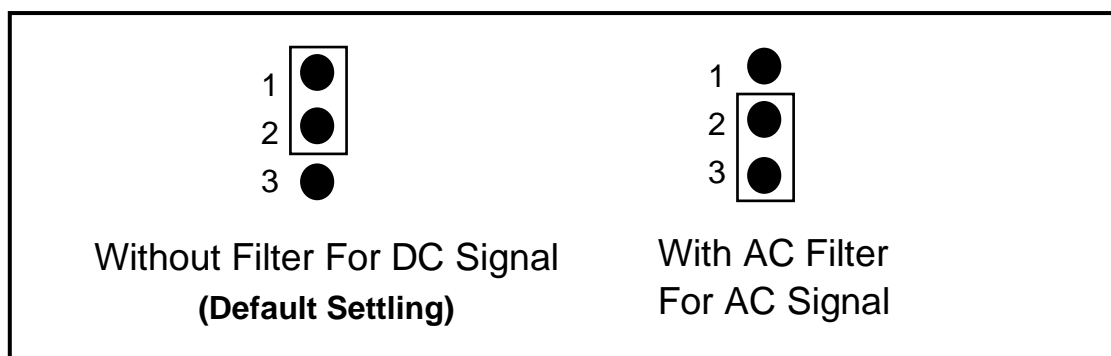 1
2
3
Without Filter For DC Signal
(Default Settling)
1
2
3
With AC Filter
For AC Signal